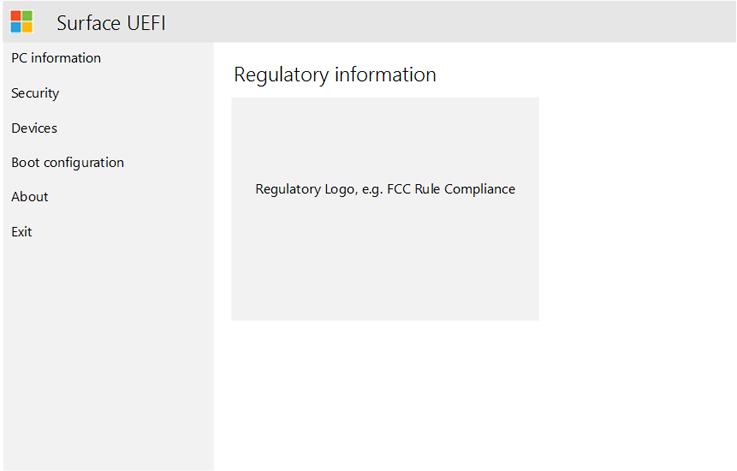 Surface UEFI
PC information
Security
Devices
Boot configuration
About
Exit
Regulatory information
Regulatory Logo, e.g. FCC Rule Compliance